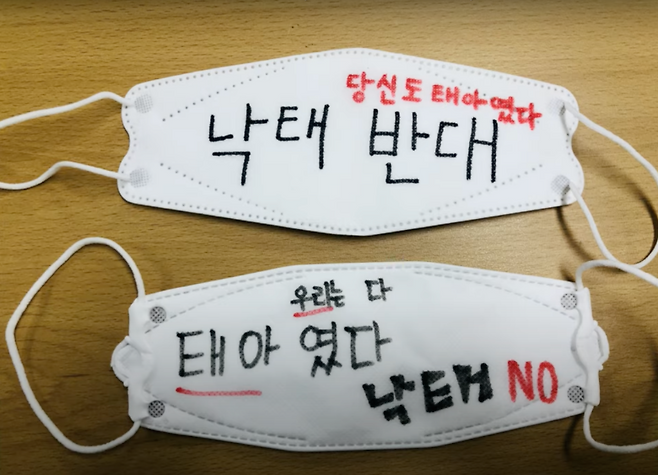 당신도 태아였다
낙태 반대
우리는 다
태아 였다
낙태 NO